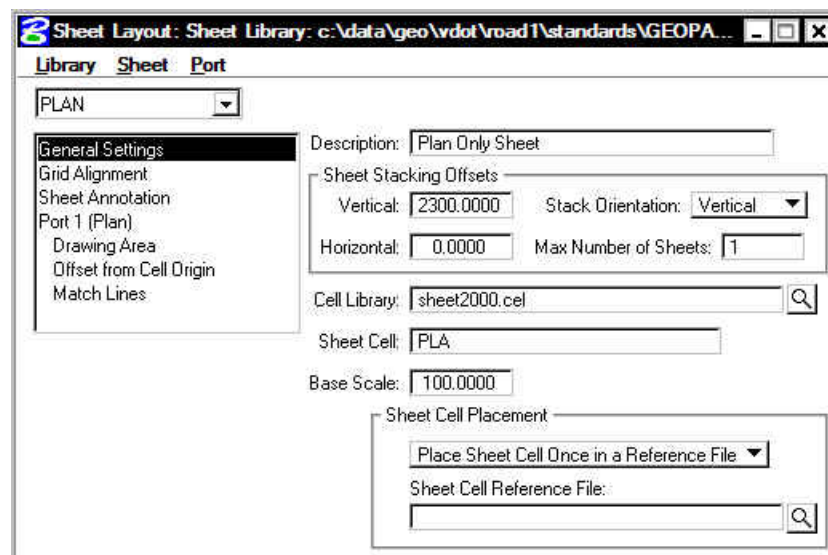 Sheet Layout: Sheet Library: c:\data\geo\vdot\road1\standards\GEOPA...
Library Sheet Port
PLAN
General Settings
Grid Alignment
Sheet Annotation
Port 1 (Plan)
Drawing Area
Offset from Cell Origin
Match Lines
Description: Plan Only Sheet
Sheet Stacking Offsets
Vertical: 2300.0000 Stack Orientation: Vertical
Horizontal: 0.0000 Max Number of Sheets: 1
Cell Library: sheet2000.cel
Sheet Cell: PLA
Base Scale: 100.0000
Sheet Cell Placement
Place Sheet Cell Once in a Reference File
Sheet Cell Reference File: